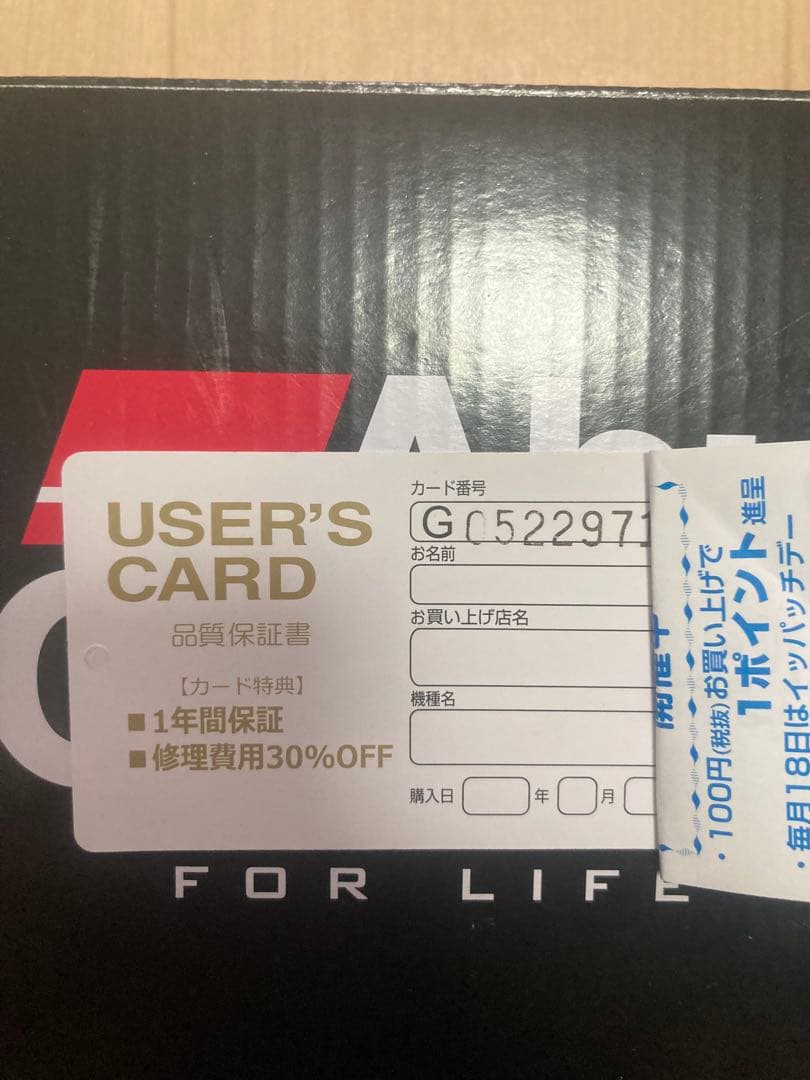 USER'S
CARD
品質保証書
【カード特典】
■1年間保証
■修理費用30%OFF
カード番号
G0522971
お名前
お買い上げ店名
機種名
購入日 年 月
FOR LIFE
・100円(税抜)お買い上げで
1ポイント進呈
・毎月18日はイッパッチデー